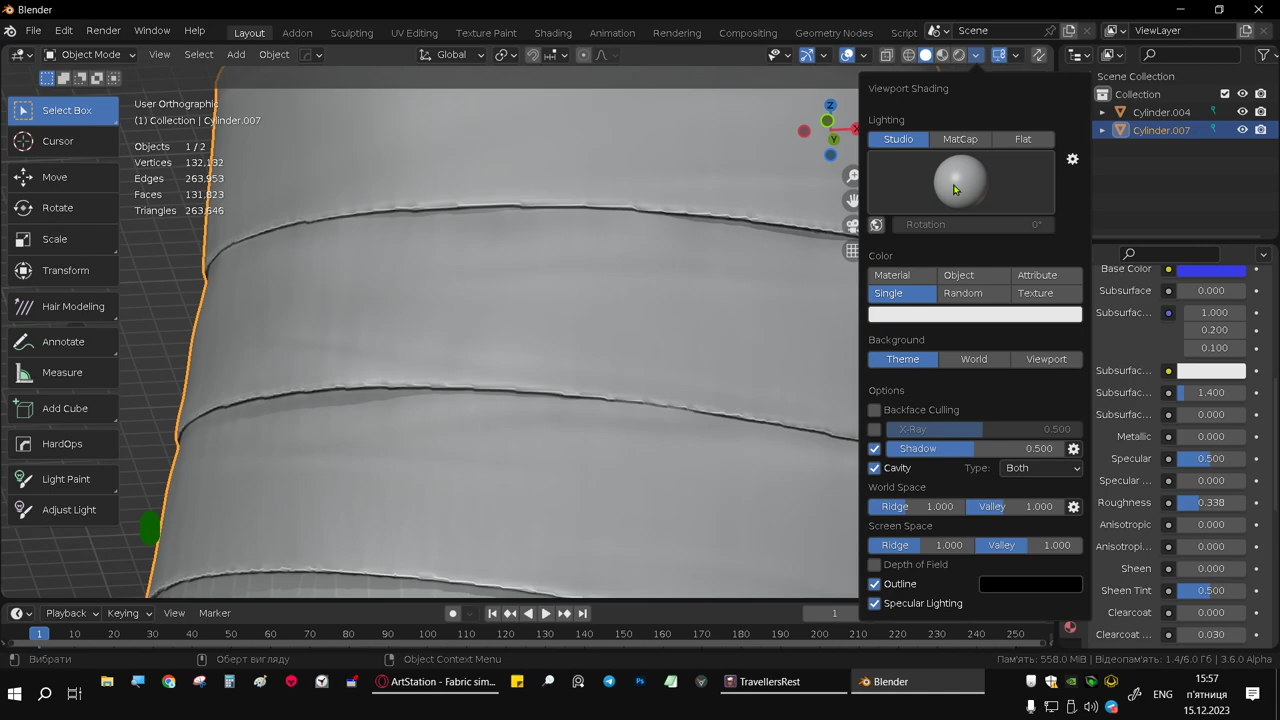 Blender
File Edit Render Window Help
Layout Addon Sculpting UV Editing Texture Paint Shading Animation Rendering Compositing Geometry Nodes Script
Scene
ViewLayer
Object Mode View Select Add Object
Global
Select Box
Cursor
Move
Rotate
Scale
Transform
Hair Modeling
Annotate
Measure
Add Cube
HardOps
Light Paint
Adjust Light
User Orthographic
(1) Collection | Cylinder.007
Objects 1/2
Vertices 132,132
Edges 263,953
Faces 131,823
Triangles 263,646
Z
Y
X
Viewport Shading
Lighting
Studio MatCap Flat
Rotation 0°
Color
Material Object Attribute
Single Random Texture
Background
Theme World Viewport
Options
Backface Culling
X-Ray 0.500
Shadow 0.500
Cavity Type: Both
World Space
Ridge 1.000 Valley 1.000
Screen Space
Ridge 1.000 Valley 1.000
Depth of Field
Outline
Specular Lighting
Scene Collection
Collection
Cylinder.004
Cylinder.007
Base Color
Subsurface 0.000
Subsurfac... 1.000
0.200
0.100
Subsurfac...
Subsurfac... 1.400
Subsurfac... 0.000
Metallic 0.000
Specular 0.500
Specular ... 0.000
Roughness 0.338
Anisotropic 0.000
Anisotropi... 0.000
Sheen 0.000
Sheen Tint 0.500
Clearcoat 0.000
Clearcoat ... 0.030
Playback Keying View Marker
1
1 10 20 30 40 50 60 70 80 90 100 110 120 130 140 150 160 170 180 190 200 210 220 230 240 250
Вибрати Оберт вигляду Object Context Menu
Пам'ять: 558.0 MiB | Відеопам'ять: 1.4/6.0 Гіб | 3.6.0 Alpha
ArtStation - Fabric sim...
TravellersRest
Blender
ENG
15:57
п'ятниця
15.12.2023